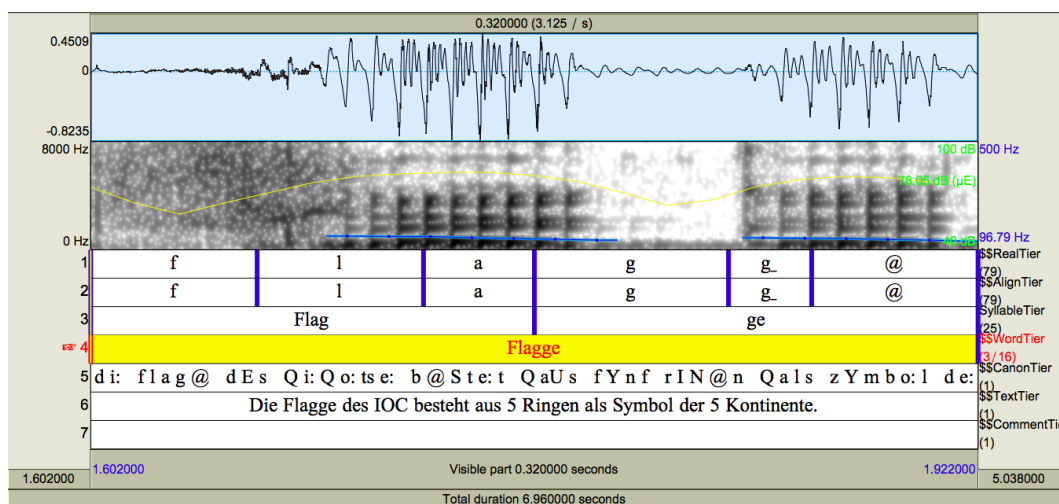 0.320000 (3.125 / s)
0.4509
0
-0.8235
8000 Hz 100 dB 500 Hz
78.05 dB (µE)
0 Hz 40 dB 96.79 Hz
1 f l a g g_ @ $$RealTier (79)
2 f l a g g_ @ $$AlignTier (79)
3 Flag ge SyllableTier (25)
☞ 4 Flagge $$WordTier (3 / 16)
5 d i: f l a g @ d E s Q i: Q o: ts e: b @ S t e: t Q aU s f Y n f r I N @ n Q a l s z Y m b o: l d e: $$CanonTier (1)
6 Die Flagge des IOC besteht aus 5 Ringen als Symbol der 5 Kontinente. $$TextTier (1)
7 $$CommentTie (1)
1.602000 Visible part 0.320000 seconds 1.922000
1.602000 5.038000
Total duration 6.960000 seconds